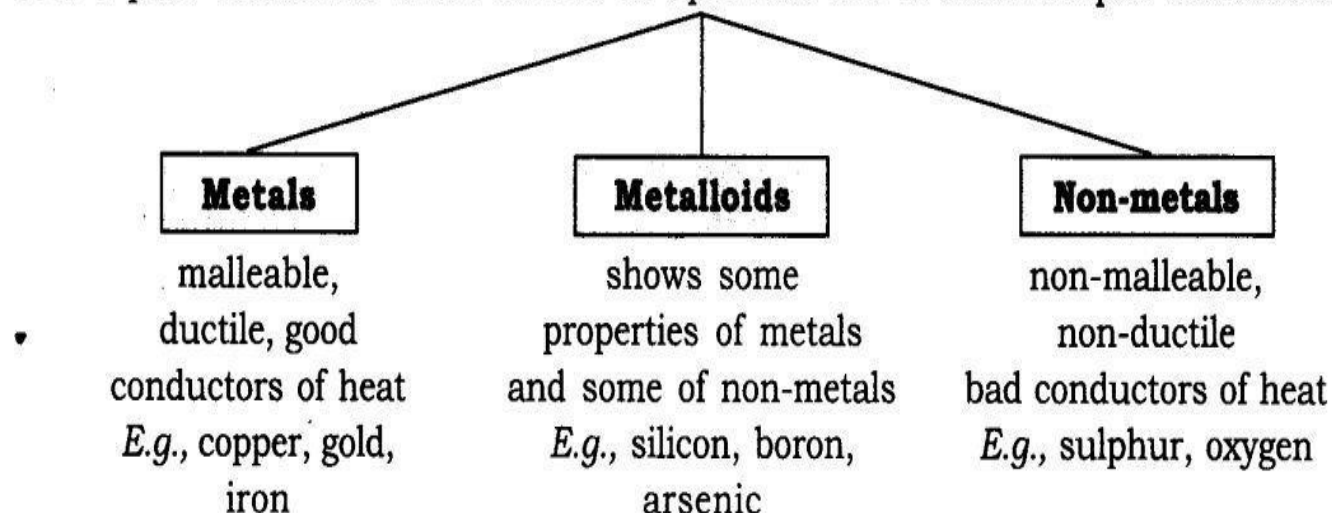 Metals
malleable,
ductile, good
conductors of heat
E.g., copper, gold,
iron
Metalloids
shows some
properties of metals
and some of non-metals
E.g., silicon, boron,
arsenic
Non-metals
non-malleable,
non-ductile
bad conductors of heat
E.g., sulphur, oxygen